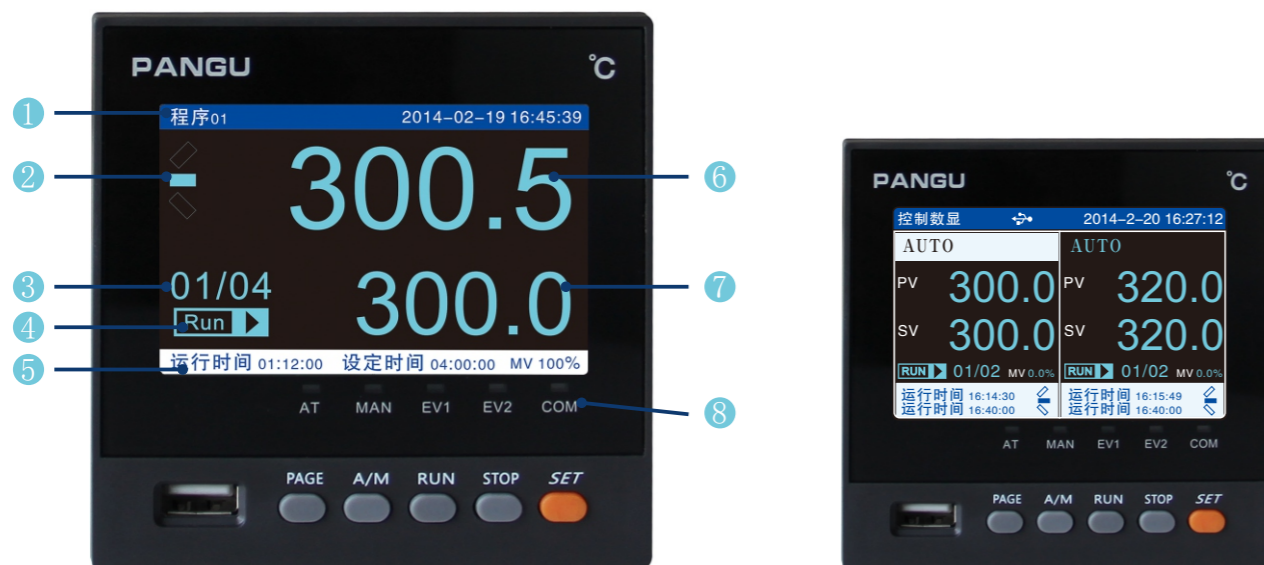 PANGU ℃
① 程序01 2014-02-19 16:45:39
② 300.5 ⑥
③ 01/04 300.0 ⑦
④ Run
⑤ 运行时间 01:12:00 设定时间 04:00:00 MV 100%
AT MAN EV1 EV2 COM ⑧
PAGE A/M RUN STOP SET
PANGU ℃
控制数显 2014-2-20 16:27:12
AUTO AUTO
PV 300.0 PV 320.0
SV 300.0 SV 320.0
RUN 01/02 MV 0.0% RUN 01/02 MV 0.0%
运行时间 16:14:30 运行时间 16:15:49
运行时间 16:40:00 运行时间 16:40:00
AT MAN EV1 EV2 COM
PAGE A/M RUN STOP SET